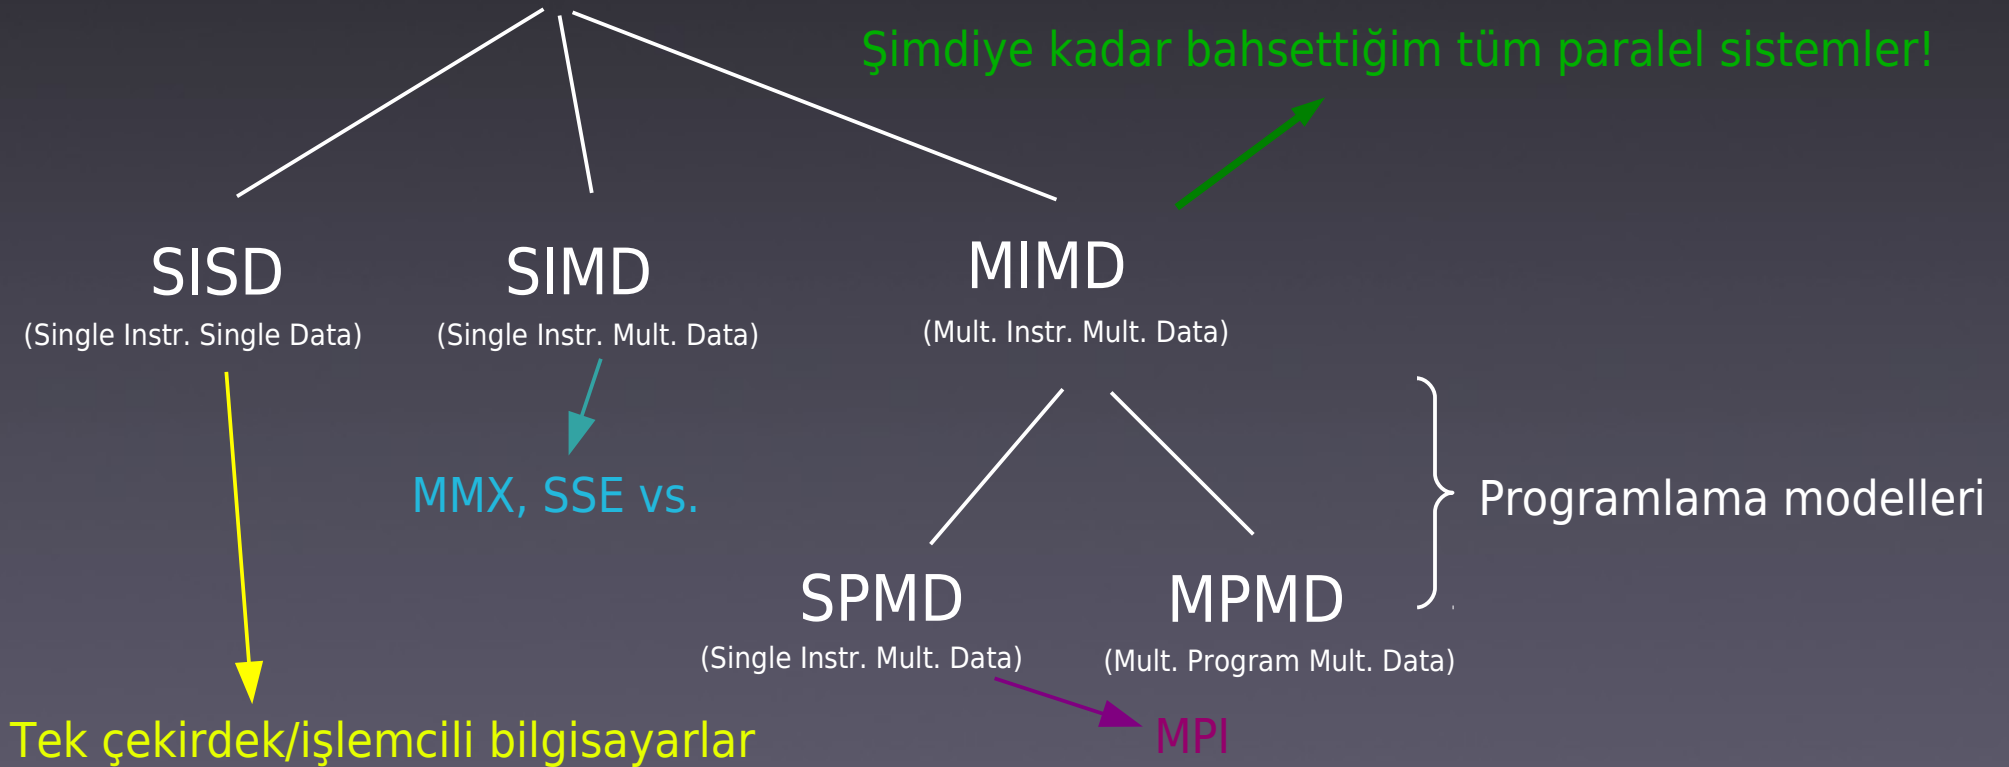 Şimdiye kadar bahsettiğim tüm paralel sistemler!
SISD
(Single Instr. Single Data)
SIMD
(Single Instr. Mult. Data)
MIMD
(Mult. Instr. Mult. Data)
MMX, SSE vs.
Programlama modelleri
SPMD
(Single Instr. Mult. Data)
MPMD
(Mult. Program Mult. Data)
MPI
Tek çekirdek/işlemcili bilgisayarlar